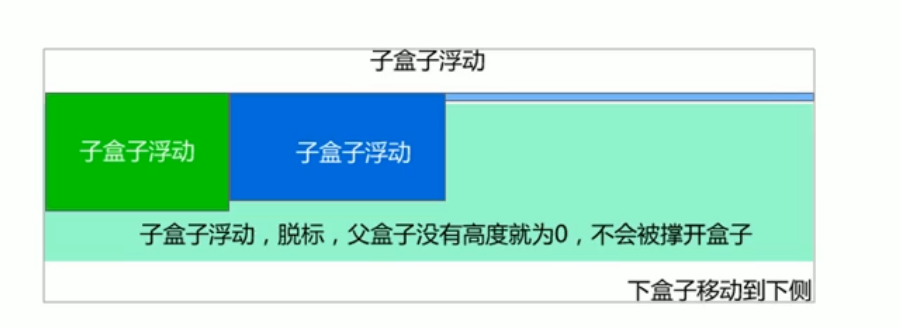 子盒子浮动
子盒子浮动 子盒子浮动
子盒子浮动，脱标，父盒子没有高度就为0，不会被撑开盒子
下盒子移动到下侧